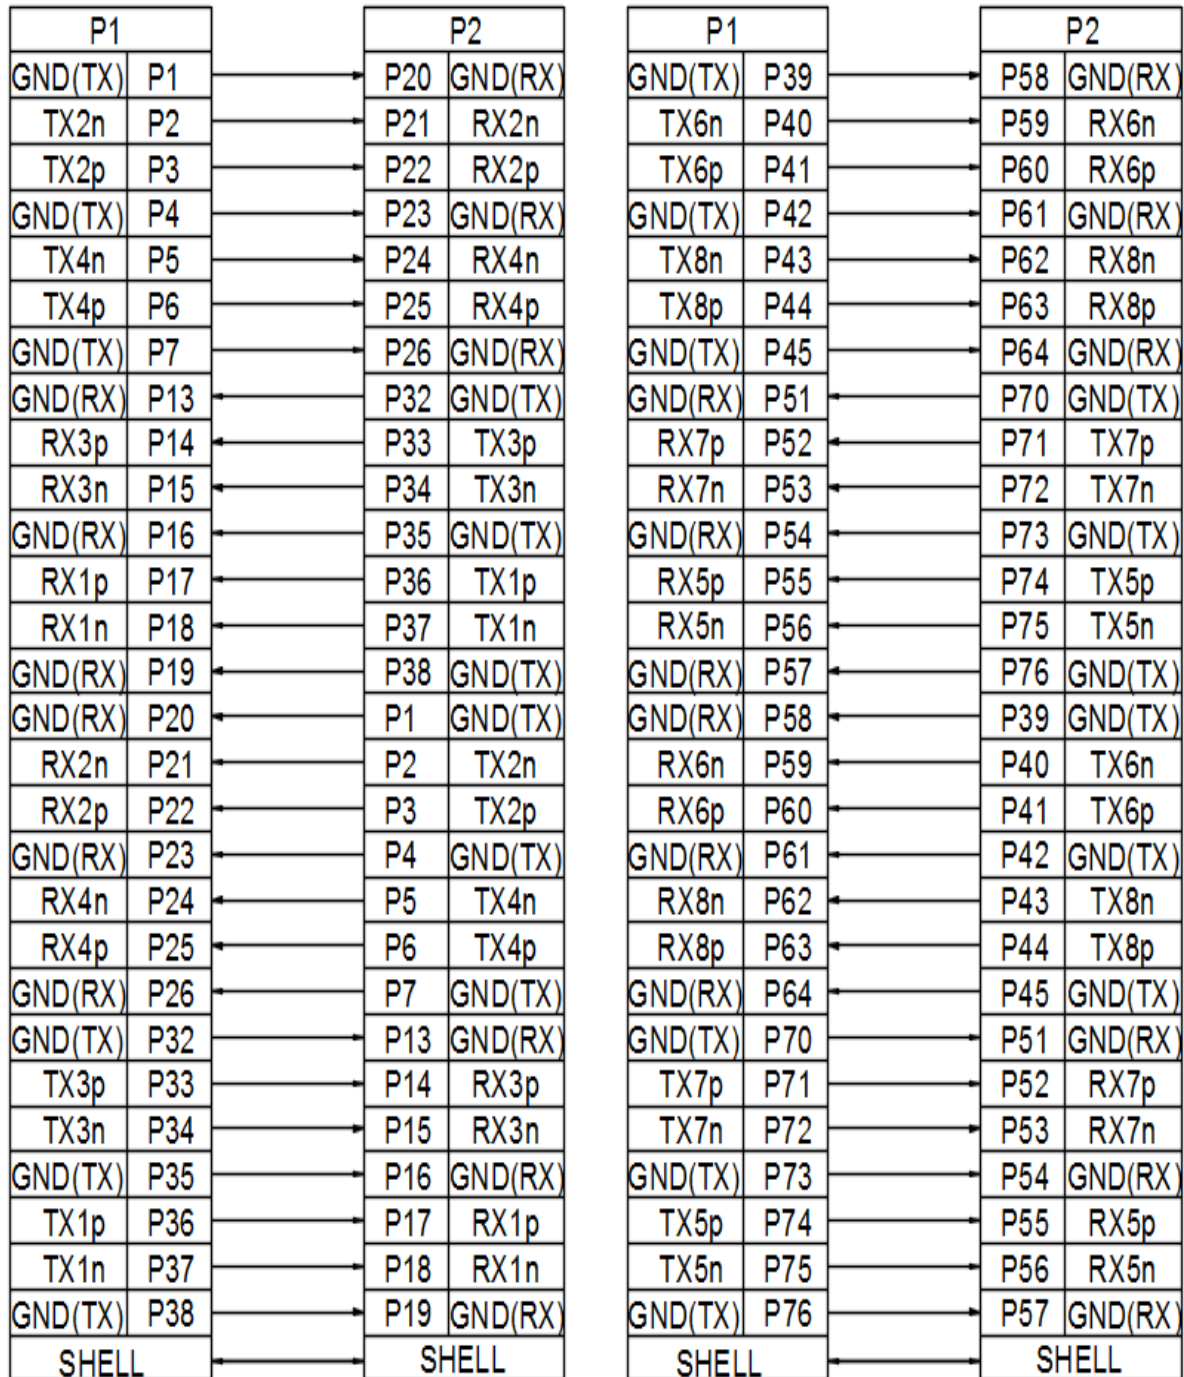 P1 P2 P1 P2
GND(TX) P1 P20 GND(RX) GND(TX) P39 P58 GND(RX)
TX2n P2 P21 RX2n TX6n P40 P59 RX6n
TX2p P3 P22 RX2p TX6p P41 P60 RX6p
GND(TX) P4 P23 GND(RX) GND(TX) P42 P61 GND(RX)
TX4n P5 P24 RX4n TX8n P43 P62 RX8n
TX4p P6 P25 RX4p TX8p P44 P63 RX8p
GND(TX) P7 P26 GND(RX) GND(TX) P45 P64 GND(RX)
GND(RX) P13 P32 GND(TX) GND(RX) P51 P70 GND(TX)
RX3p P14 P33 TX3p RX7p P52 P71 TX7p
RX3n P15 P34 TX3n RX7n P53 P72 TX7n
GND(RX) P16 P35 GND(TX) GND(RX) P54 P73 GND(TX)
RX1p P17 P36 TX1p RX5p P55 P74 TX5p
RX1n P18 P37 TX1n RX5n P56 P75 TX5n
GND(RX) P19 P38 GND(TX) GND(RX) P57 P76 GND(TX)
GND(RX) P20 P1 GND(TX) GND(RX) P58 P39 GND(TX)
RX2n P21 P2 TX2n RX6n P59 P40 TX6n
RX2p P22 P3 TX2p RX6p P60 P41 TX6p
GND(RX) P23 P4 GND(TX) GND(RX) P61 P42 GND(TX)
RX4n P24 P5 TX4n RX8n P62 P43 TX8n
RX4p P25 P6 TX4p RX8p P63 P44 TX8p
GND(RX) P26 P7 GND(TX) GND(RX) P64 P45 GND(TX)
GND(TX) P32 P13 GND(RX) GND(TX) P70 P51 GND(RX)
TX3p P33 P14 RX3p TX7p P71 P52 RX7p
TX3n P34 P15 RX3n TX7n P72 P53 RX7n
GND(TX) P35 P16 GND(RX) GND(TX) P73 P54 GND(RX)
TX1p P36 P17 RX1p TX5p P74 P55 RX5p
TX1n P37 P18 RX1n TX5n P75 P56 RX5n
GND(TX) P38 P19 GND(RX) GND(TX) P76 P57 GND(RX)
SHELL SHELL SHELL SHELL